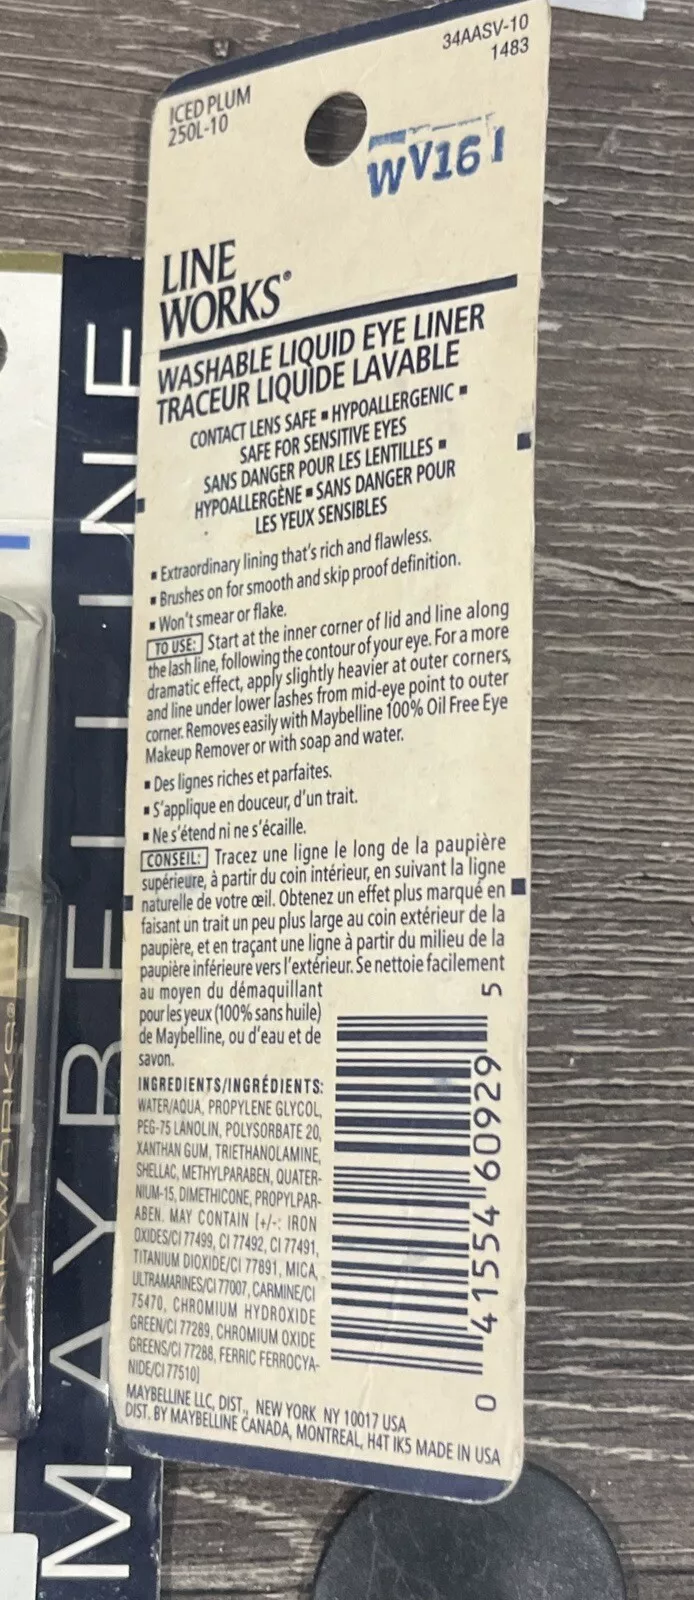 34AASV-10
1483
ICED PLUM
250L-10
WV161
LINE
WORKS®
WASHABLE LIQUID EYE LINER
TRACEUR LIQUIDE LAVABLE
CONTACT LENS SAFE ▪ HYPOALLERGENIC ▪
SAFE FOR SENSITIVE EYES
SANS DANGER POUR LES LENTILLES ▪
HYPOALLERGÈNE ▪ SANS DANGER POUR
LES YEUX SENSIBLES
▪ Extraordinary lining that's rich and flawless.
▪ Brushes on for smooth and skip proof definition.
▪ Won't smear or flake.
TO USE: Start at the inner corner of lid and line along
the lash line, following the contour of your eye. For a more
dramatic effect, apply slightly heavier at outer corners,
and line under lower lashes from mid-eye point to outer
corner. Removes easily with Maybelline 100% Oil Free Eye
Makeup Remover or with soap and water.
▪ Des lignes riches et parfaites.
▪ S'applique en douceur, d'un trait.
▪ Ne s'étend ni ne s'écaille.
CONSEIL: Tracez une ligne le long de la paupière
supérieure, à partir du coin intérieur, en suivant la ligne
naturelle de votre œil. Obtenez un effet plus marqué en
faisant un trait un peu plus large au coin extérieur de la
paupière, et en traçant une ligne à partir du milieu de la
paupière inférieure vers l'extérieur. Se nettoie facilement
au moyen du démaquillant
pour les yeux (100% sans huile)
de Maybelline, ou d'eau et de
savon.
INGREDIENTS/INGRÉDIENTS:
WATER/AQUA, PROPYLENE GLYCOL,
PEG-75 LANOLIN, POLYSORBATE 20,
XANTHAN GUM, TRIETHANOLAMINE,
SHELLAC, METHYLPARABEN, QUATER-
NIUM-15, DIMETHICONE, PROPYLPAR-
ABEN. MAY CONTAIN [+/-: IRON
OXIDES/CI 77499, CI 77492, CI 77491,
TITANIUM DIOXIDE/CI 77891, MICA,
ULTRAMARINES/CI 77007, CARMINE/CI
75470, CHROMIUM HYDROXIDE
GREEN/CI 77289, CHROMIUM OXIDE
GREENS/CI 77288, FERRIC FERROCYA-
NIDE/CI 77510]
0 41554 60929 5
MAYBELLINE LLC, DIST., NEW YORK NY 10017 USA
DIST. BY MAYBELLINE CANADA, MONTREAL, H4T IK5 MADE IN USA
MAYBELLINE